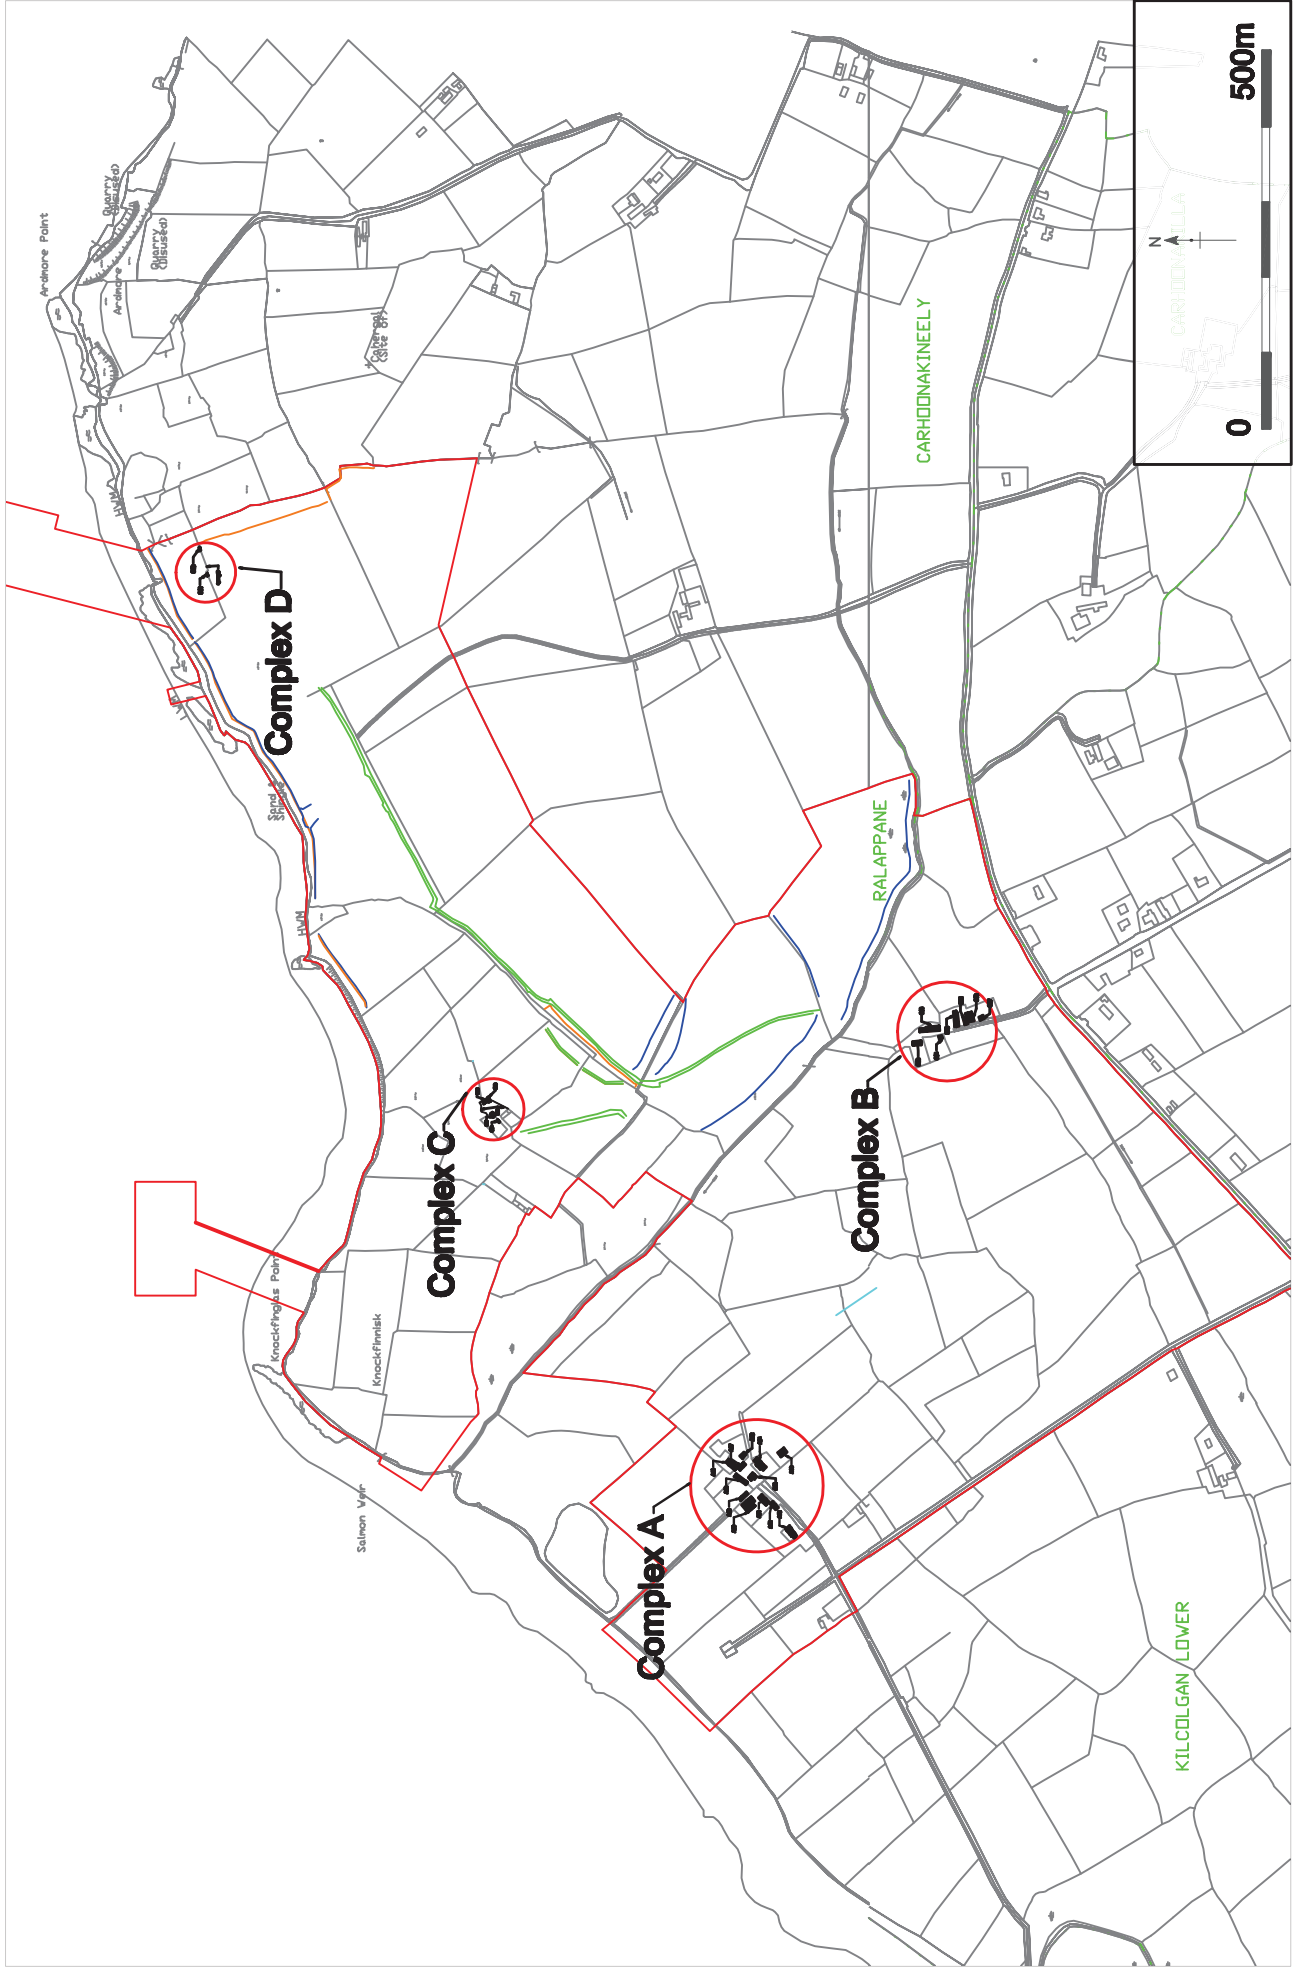 Ardmore Point
Quarry
(Disused)
Ardmore
Quarry
(Disused)
Cahergal
(Site of)
HWM
Complex D
Sand &
Shingle
HWM
Complex C
Knockfinglas Point
Knockfinnisk
Salmon Weir
Complex A
Complex B
RALAPPANE
CARHOONAKINEELY
KILCOLGAN LOWER
CARHOONAKILLA
N
0
500m